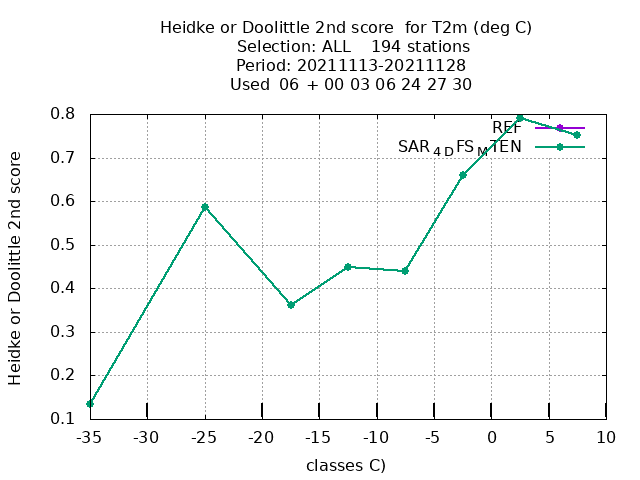 Heidke or Doolittle 2nd score  for T2m (deg C)
Selection: ALL    194 stations
Period: 20211113-20211128
Used  06  + 00 03 06 24 27 30
REF
SAR4DFSMTEN
Heidke or Doolittle 2nd score
0.8
0.7
0.6
0.5
0.4
0.3
0.2
0.1
-35 -30 -25 -20 -15 -10 -5 0 5 10
classes C)